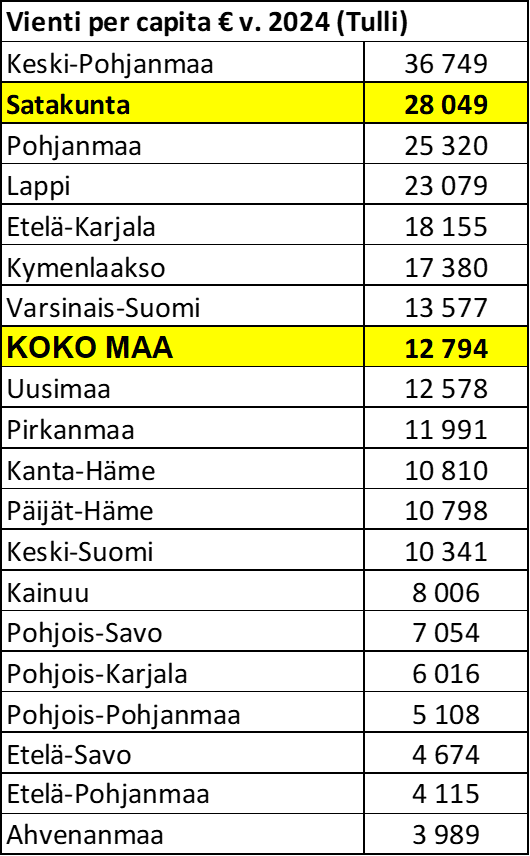 Vienti per capita € v. 2024 (Tulli)
Keski-Pohjanmaa 36 749
Satakunta 28 049
Pohjanmaa 25 320
Lappi 23 079
Etelä-Karjala 18 155
Kymenlaakso 17 380
Varsinais-Suomi 13 577
KOKO MAA 12 794
Uusimaa 12 578
Pirkanmaa 11 991
Kanta-Häme 10 810
Päijät-Häme 10 798
Keski-Suomi 10 341
Kainuu 8 006
Pohjois-Savo 7 054
Pohjois-Karjala 6 016
Pohjois-Pohjanmaa 5 108
Etelä-Savo 4 674
Etelä-Pohjanmaa 4 115
Ahvenanmaa 3 989